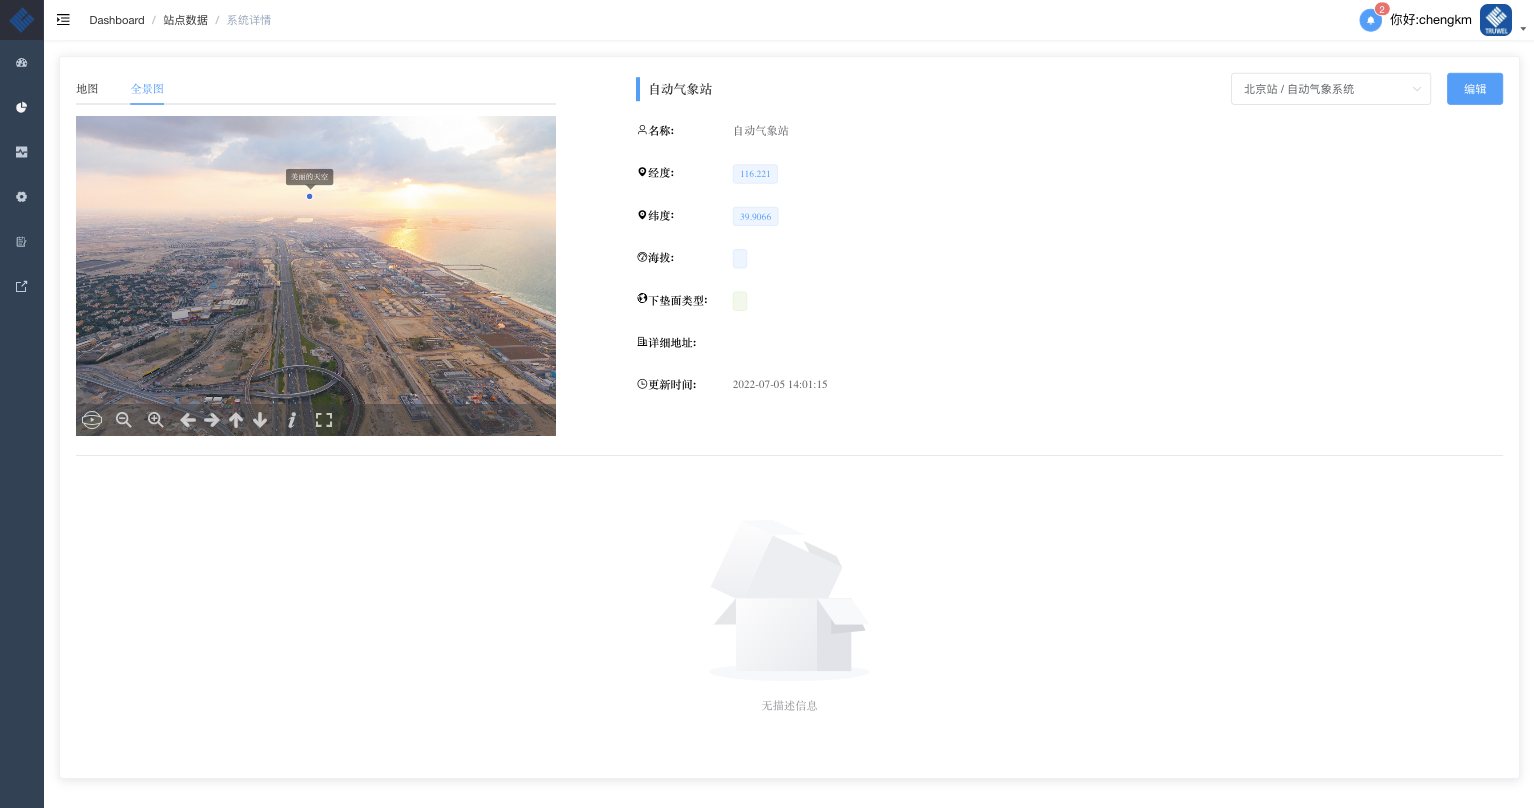 Dashboard / 站点数据 / 系统详情
2
你好:chengkm
TRUWEL
地图 全景图
美丽的天空
自动气象站
北京站 / 自动气象系统
编辑
名称: 自动气象站
经度: 116.221
纬度: 39.9066
海拔:
下垫面类型:
详细地址:
更新时间: 2022-07-05 14:01:15
无描述信息